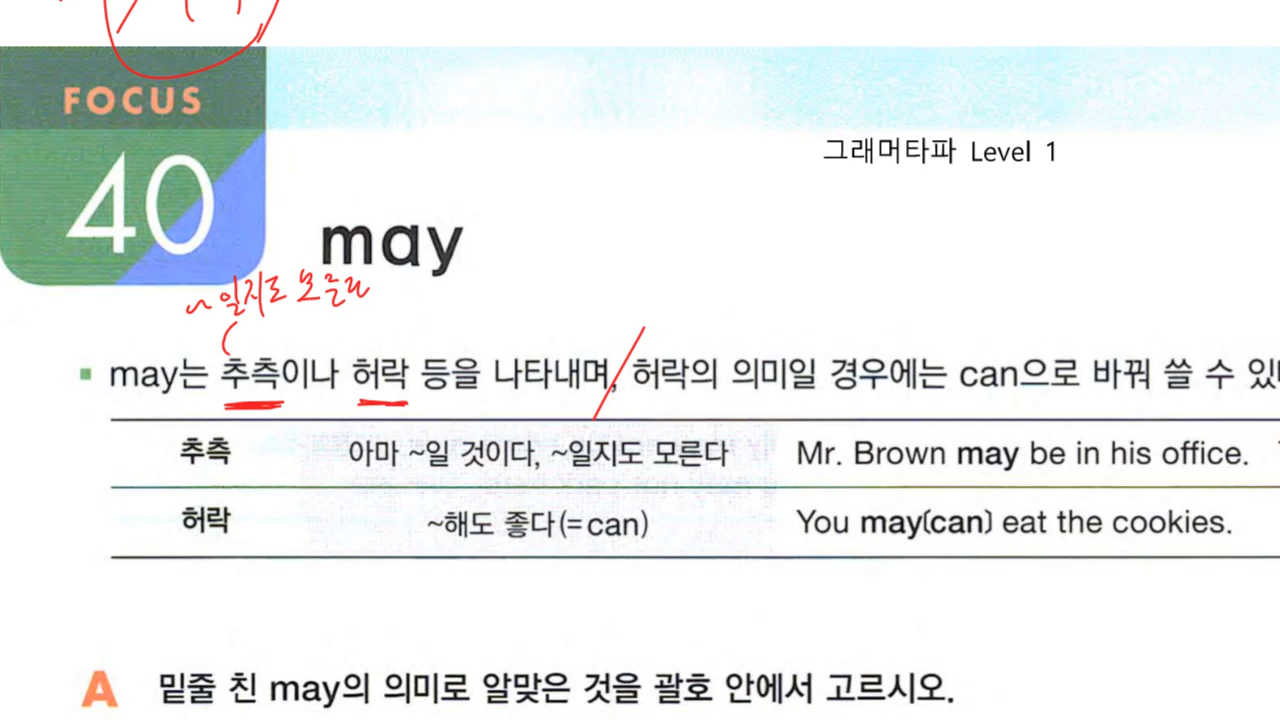 FOCUS
40
그래머타파 Level 1
may
~일지도 모른다
may는 추측이나 허락 등을 나타내며, 허락의 의미일 경우에는 can으로 바꿔 쓸 수 있
추측 아마 ~일 것이다, ~일지도 모른다 Mr. Brown may be in his office.
허락 ~해도 좋다(=can) You may(can) eat the cookies.
A 밑줄 친 may의 의미로 알맞은 것을 괄호 안에서 고르시오.